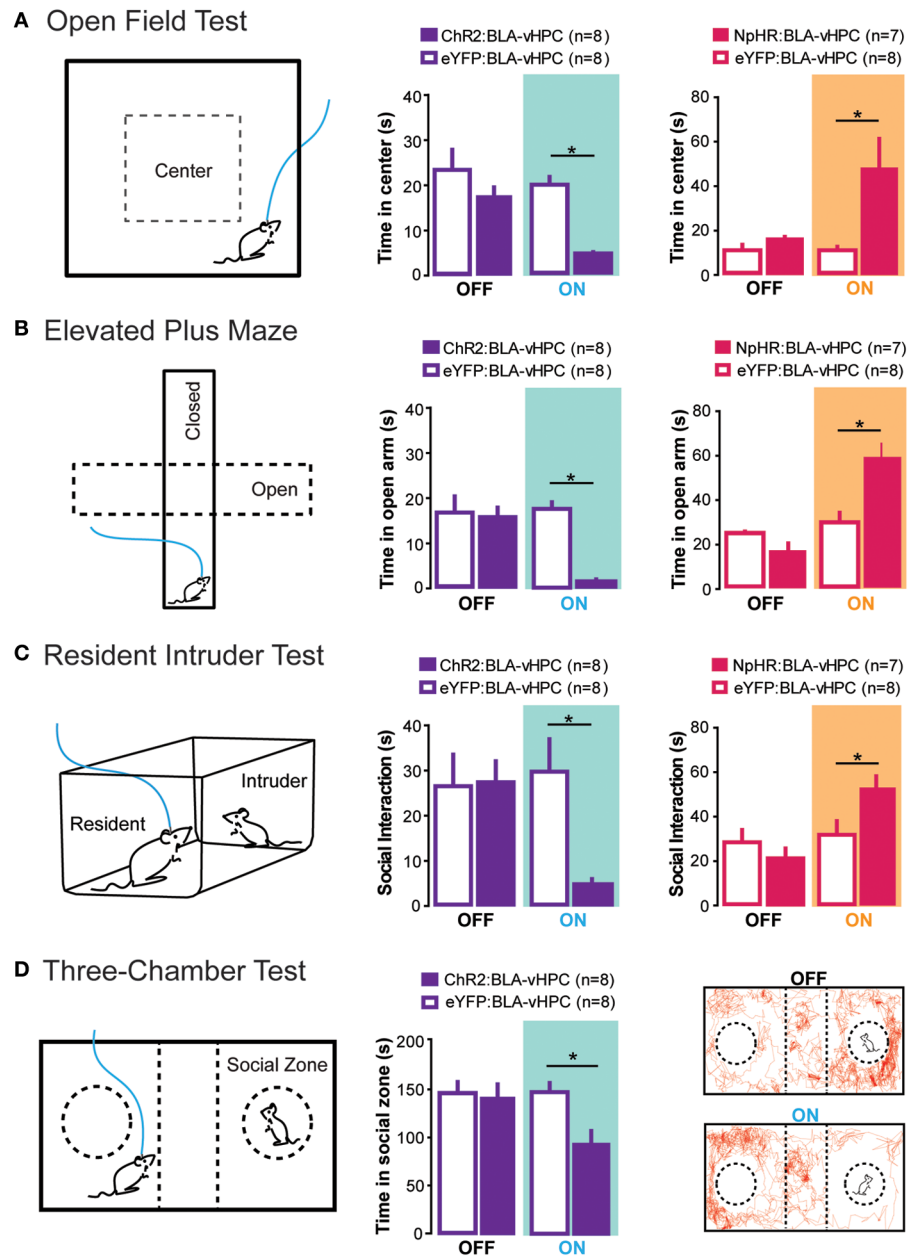 A Open Field Test
Center
ChR2:BLA-vHPC (n=8)
eYFP:BLA-vHPC (n=8)
Time in center (s)
40
30
20
10
0
*
OFF
ON
NpHR:BLA-vHPC (n=7)
eYFP:BLA-vHPC (n=8)
Time in center (s)
80
60
40
20
0
*
OFF
ON
B Elevated Plus Maze
Closed
Open
ChR2:BLA-vHPC (n=8)
eYFP:BLA-vHPC (n=8)
Time in open arm (s)
40
30
20
10
0
*
OFF
ON
NpHR:BLA-vHPC (n=7)
eYFP:BLA-vHPC (n=8)
Time in open arm (s)
80
60
40
20
0
*
OFF
ON
C Resident Intruder Test
Intruder
Resident
ChR2:BLA-vHPC (n=8)
eYFP:BLA-vHPC (n=8)
Social Interaction (s)
40
30
20
10
0
*
OFF
ON
NpHR:BLA-vHPC (n=7)
eYFP:BLA-vHPC (n=8)
Social Interaction (s)
80
60
40
20
0
*
OFF
ON
D Three-Chamber Test
Social Zone
ChR2:BLA-vHPC (n=8)
eYFP:BLA-vHPC (n=8)
Time in social zone (s)
200
150
100
50
0
*
OFF
ON
OFF
ON